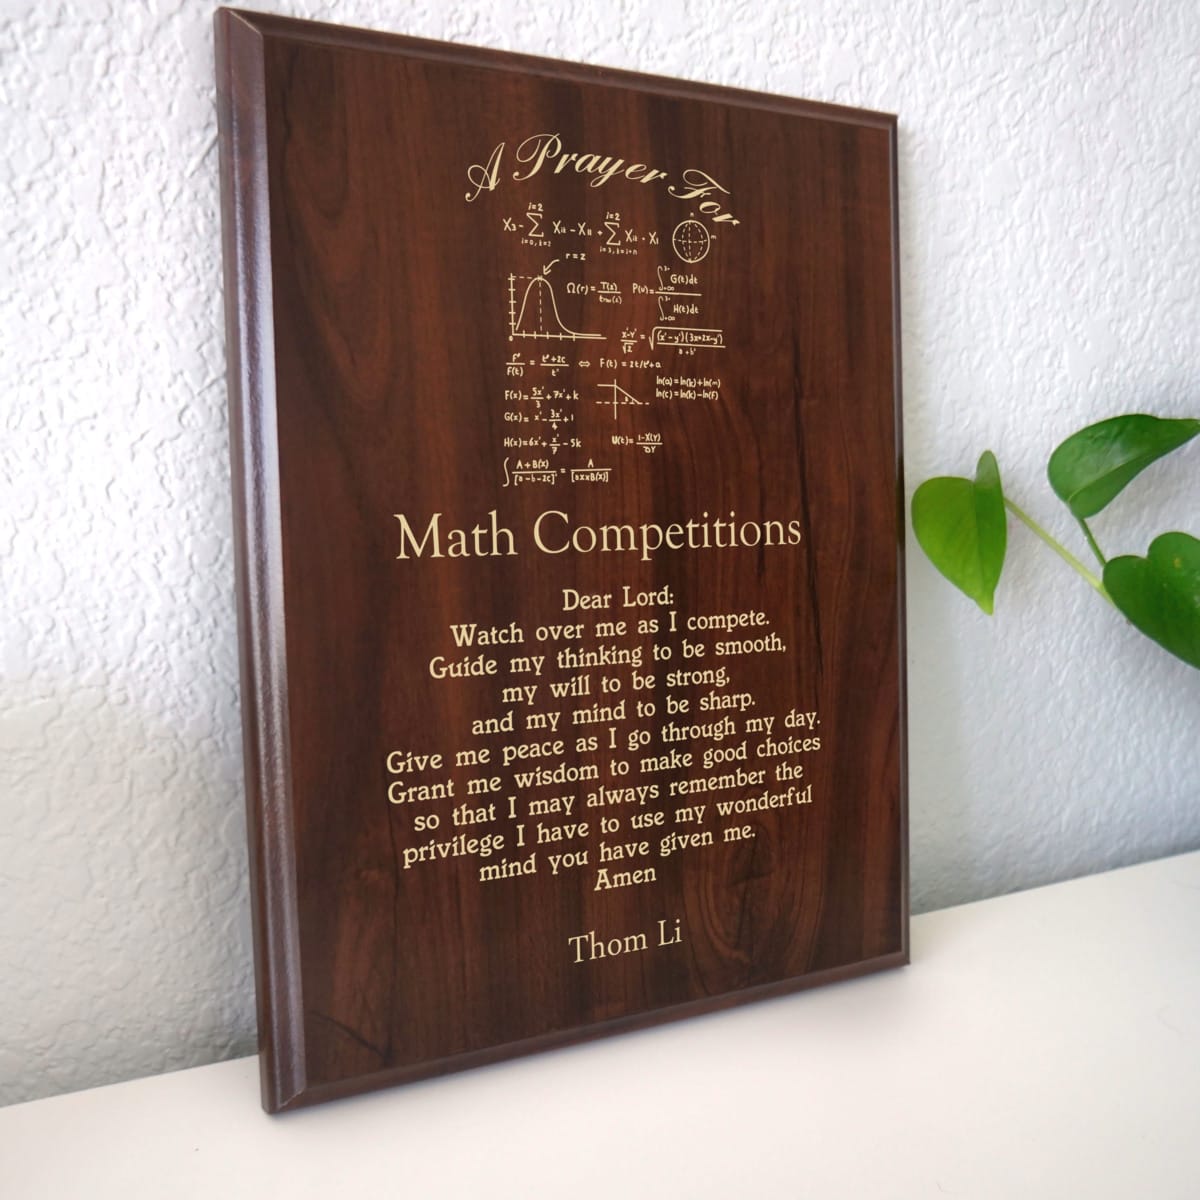 A Prayer For
r=z
Math Competitions
Dear Lord:
Watch over me as I compete.
Guide my thinking to be smooth,
my will to be strong,
and my mind to be sharp.
Give me peace as I go through my day.
Grant me wisdom to make good choices
so that I may always remember the
privilege I have to use my wonderful
mind you have given me.
Amen
Thom Li